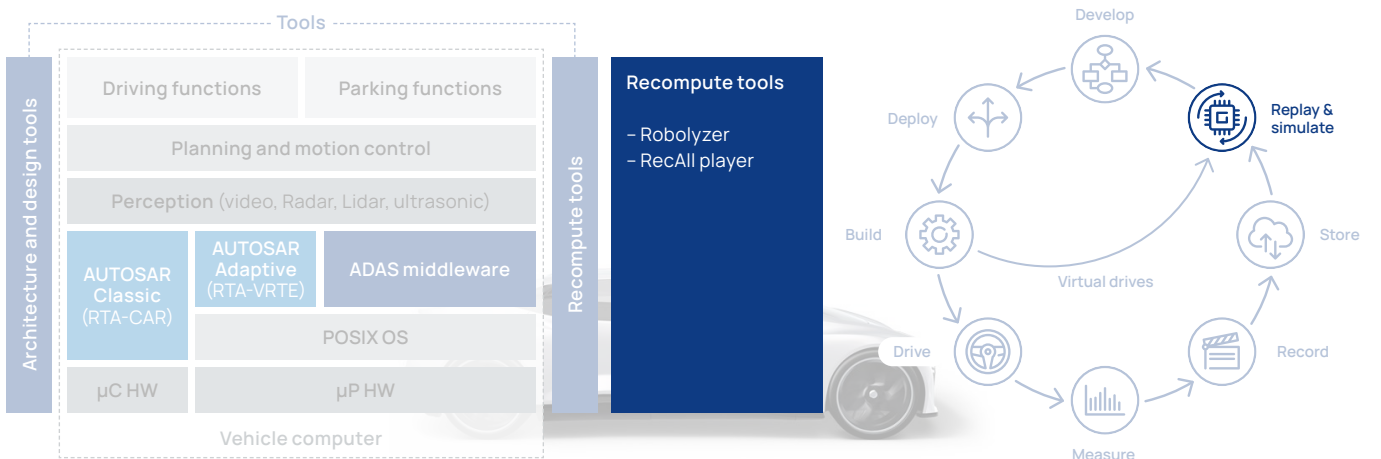 Tools
Architecture and design tools
Driving functions
Parking functions
Planning and motion control
Perception (video, Radar, Lidar, ultrasonic)
AUTOSAR
Classic
(RTA-CAR)
AUTOSAR
Adaptive
(RTA-VRTE)
ADAS middleware
POSIX OS
µC HW
µP HW
Vehicle computer
Recompute tools
Recompute tools
– Robolyzer
– RecAll player
Develop
Replay &
simulate
Deploy
Build
Store
Virtual drives
Drive
Record
Measure